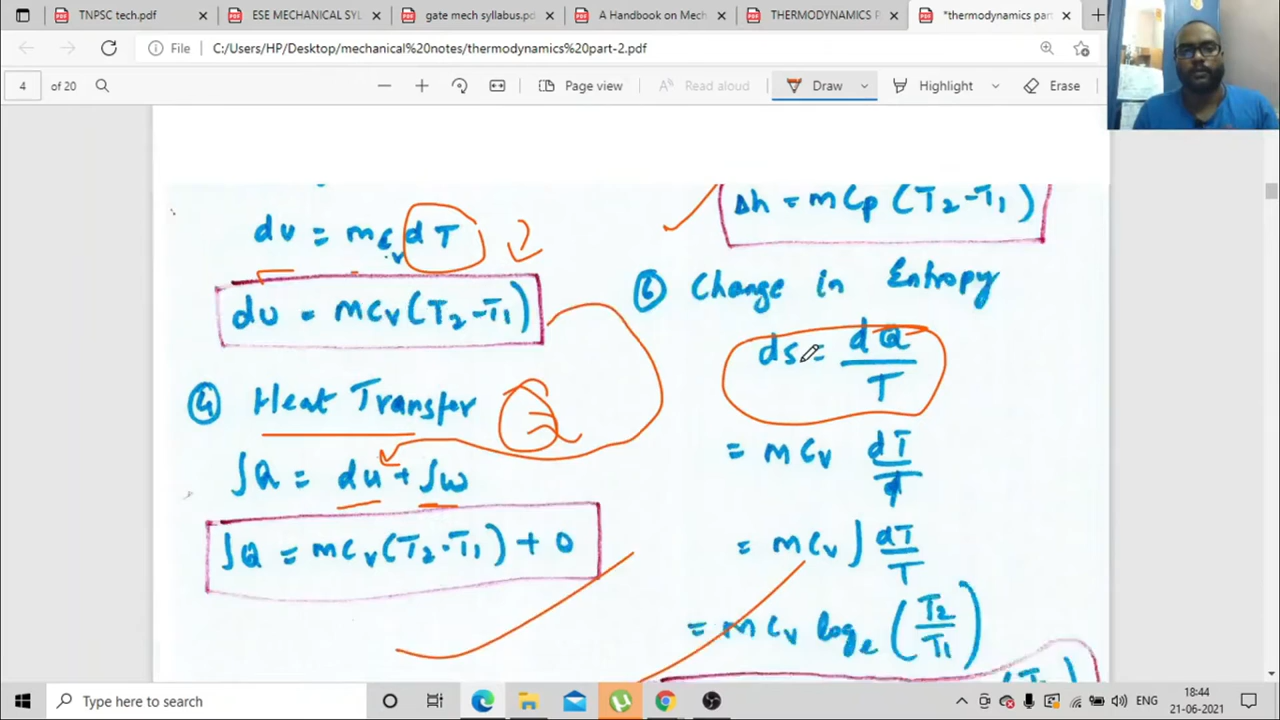 TNPSC tech.pdf
ESE MECHANICAL SYL
gate mech syllabus.pd
A Handbook on Mech
THERMODYNAMICS P
*thermodynamics par
File
C:/Users/HP/Desktop/mechanical%20notes/thermodynamics%20part-2.pdf
4 of 20
Page view
Read aloud
Draw
Highlight
Erase
du = mCv dT
du = mCv (T2-T1)
④ Heat Transfer Q
∫Q = du + ∫w
∫Q = mCv (T2-T1) + 0
Δh = mCp (T2-T1)
⑥ Change in Entropy
ds = dQ/T
= mCv dT/T
= mCv ∫ dT/T
= mCv loge (T2/T1)
Type here to search
ENG
18:44
21-06-2021